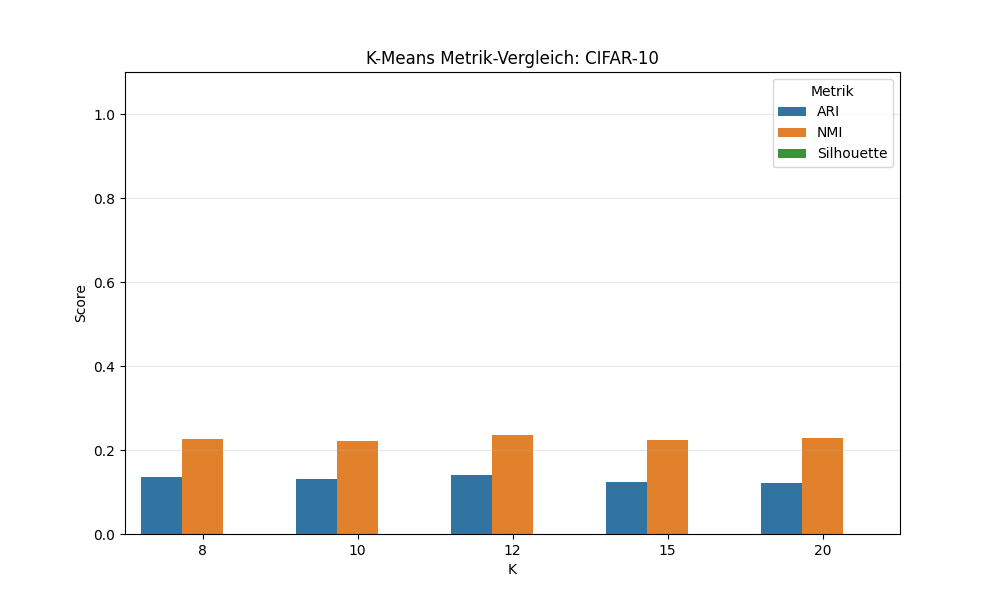 K-Means Metrik-Vergleich: CIFAR-10
Metrik
ARI
NMI
Silhouette
Score
1.0
0.8
0.6
0.4
0.2
0.0
8 10 12 15 20
K